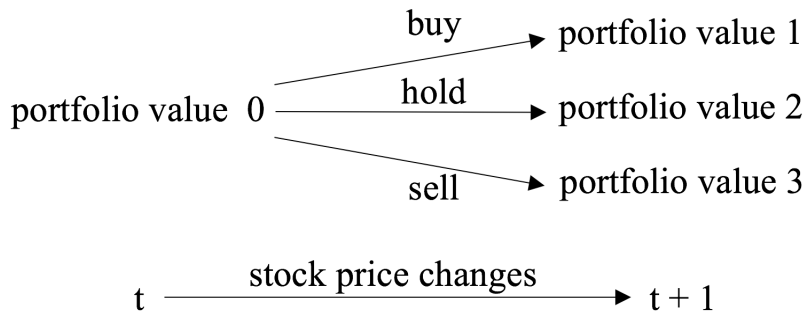 buy
portfolio value 1
portfolio value 0
hold
portfolio value 2
sell
portfolio value 3
stock price changes
t
t + 1